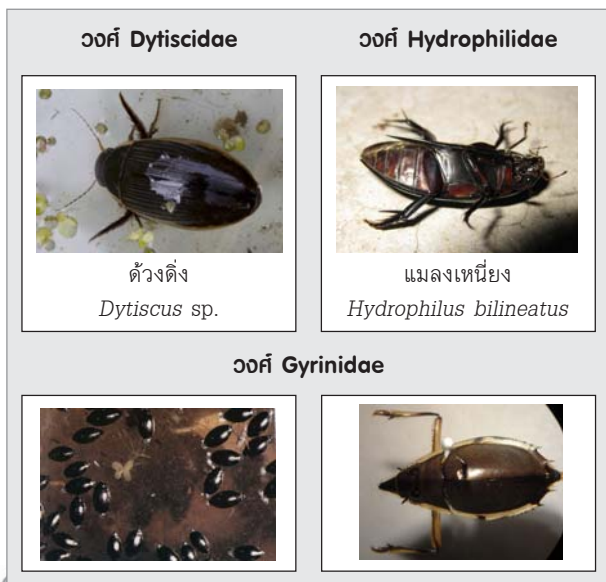 วงศ์ Dytiscidae
วงศ์ Hydrophilidae
ด้วงดิ่ง
Dytiscus sp.
แมลงเหนี่ยง
Hydrophilus bilineatus
วงศ์ Gyrinidae